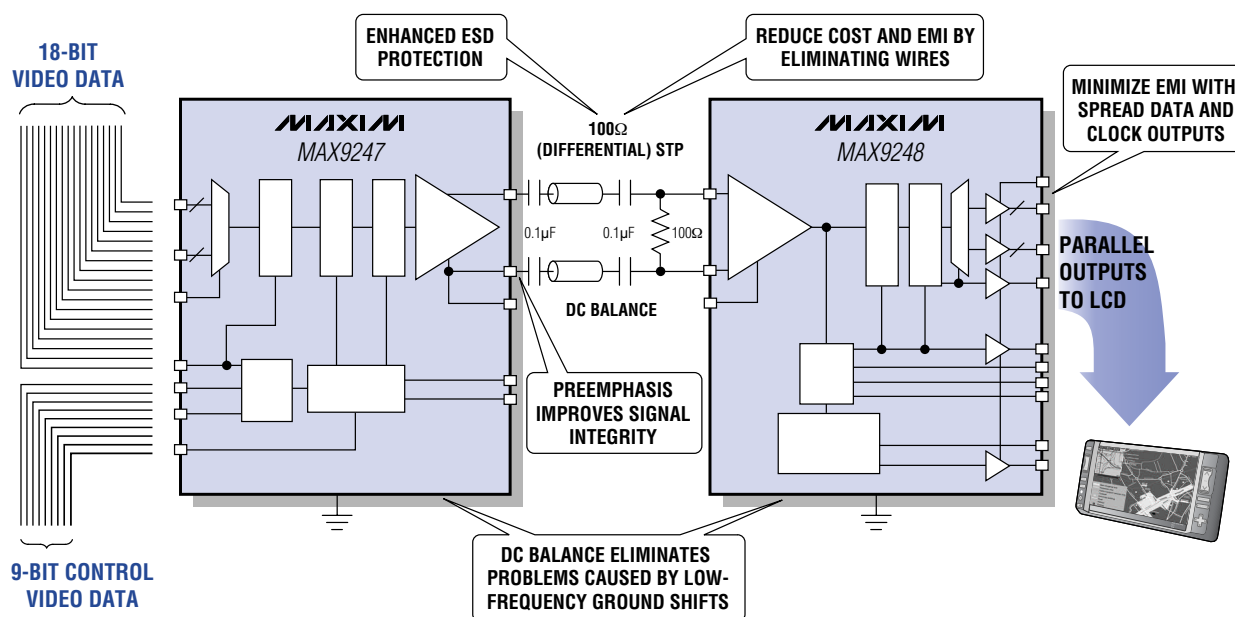 18-BIT
VIDEO DATA
ENHANCED ESD
PROTECTION
REDUCE COST AND EMI BY
ELIMINATING WIRES
MINIMIZE EMI WITH
SPREAD DATA AND
CLOCK OUTPUTS
MAXIM
MAX9247
100Ω
(DIFFERENTIAL) STP
MAXIM
MAX9248
0.1µF
0.1µF
100Ω
DC BALANCE
PARALLEL
OUTPUTS
TO LCD
PREEMPHASIS
IMPROVES SIGNAL
INTEGRITY
DC BALANCE ELIMINATES
PROBLEMS CAUSED BY LOW-
FREQUENCY GROUND SHIFTS
9-BIT CONTROL
VIDEO DATA